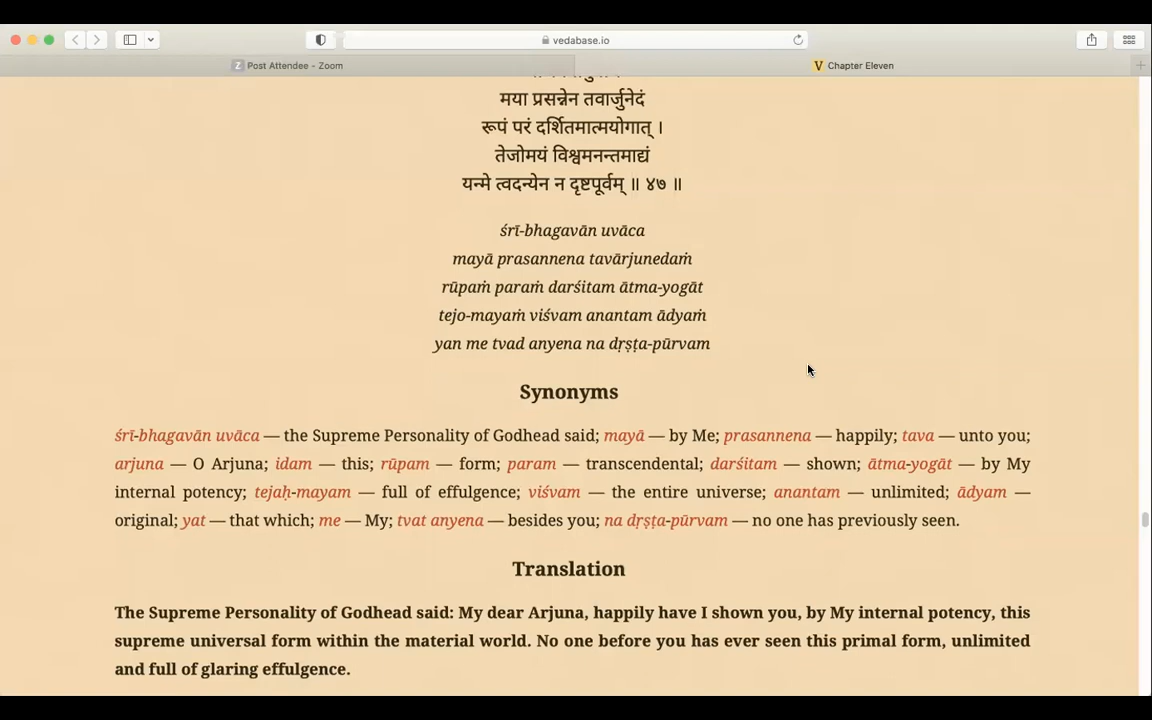 vedabase.io
Post Attendee - Zoom
V Chapter Eleven
मया प्रसन्नेन तवार्जुनेदं
रूपं परं दर्शितमात्मयोगात् ।
तेजोमयं विश्वमनन्तमाद्यं
यन्मे त्वदन्येन न दृष्टपूर्वम् ॥ ४७ ॥
śrī-bhagavān uvāca
mayā prasannena tavārjunedaṁ
rūpaṁ paraṁ darśitam ātma-yogāt
tejo-mayaṁ viśvam anantam ādyaṁ
yan me tvad anyena na dṛṣṭa-pūrvam
Synonyms
śrī-bhagavān uvāca — the Supreme Personality of Godhead said; mayā — by Me; prasannena — happily; tava — unto you;
arjuna — O Arjuna; idam — this; rūpam — form; param — transcendental; darśitam — shown; ātma-yogāt — by My
internal potency; tejaḥ-mayam — full of effulgence; viśvam — the entire universe; anantam — unlimited; ādyam —
original; yat — that which; me — My; tvat anyena — besides you; na dṛṣṭa-pūrvam — no one has previously seen.
Translation
The Supreme Personality of Godhead said: My dear Arjuna, happily have I shown you, by My internal potency, this
supreme universal form within the material world. No one before you has ever seen this primal form, unlimited
and full of glaring effulgence.